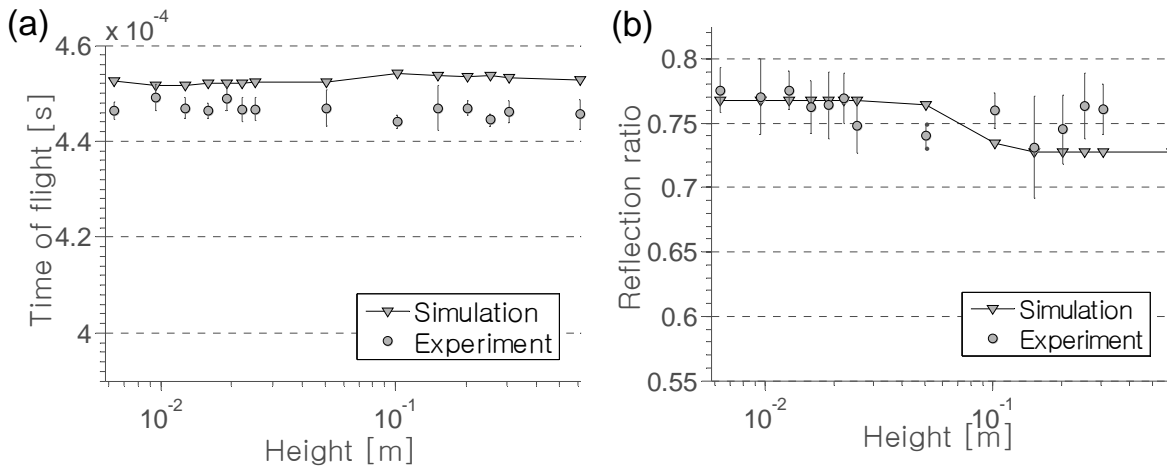 (a)
x 10⁻⁴
4.6
4.4
4.2
4
Time of flight [s]
Simulation
Experiment
10⁻²
10⁻¹
Height [m]
(b)
0.8
0.75
0.7
0.65
0.6
0.55
Reflection ratio
Simulation
Experiment
10⁻²
10⁻¹
Height [m]